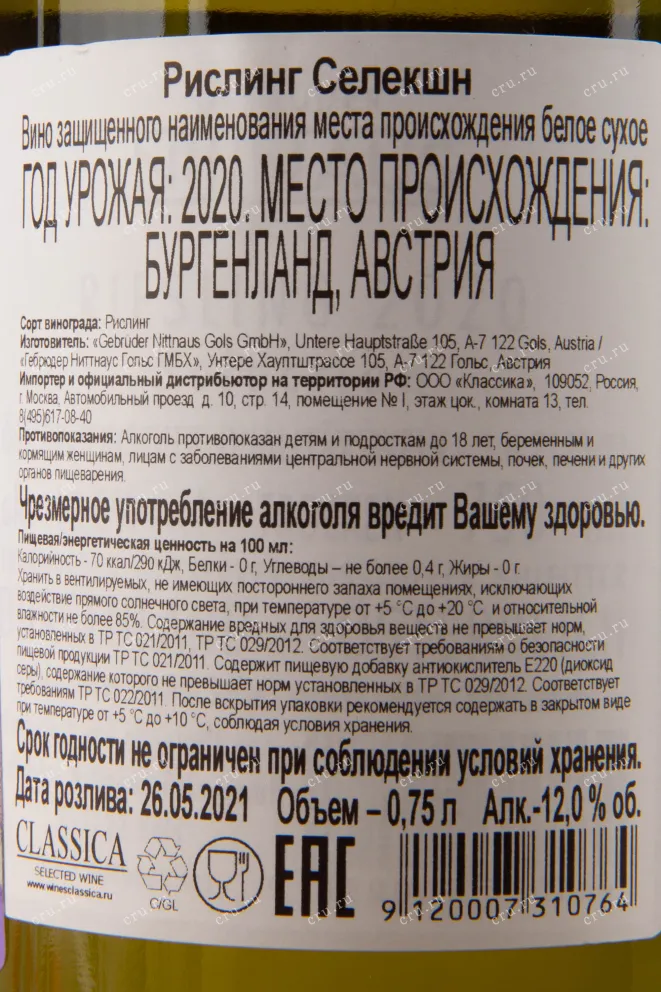 Рислинг Селекшн
Вино защищенного наименования места происхождения белое сухое
ГОД УРОЖАЯ: 2020. МЕСТО ПРОИСХОЖДЕНИЯ:
БУРГЕНЛАНД, АВСТРИЯ
Сорт винограда: Рислинг
Изготовитель: «Gebrüder Nittnaus Gols GmbH», Untere Hauptstraße 105, A-7 122 Gols, Austria /
«Гебрюдер Ниттнаус Гольс ГМБХ», Унтере Хауптштрассе 105, А-7 122 Гольс, Австрия
Импортер и официальный дистрибьютор на территории РФ: ООО «Классика», 109052, Россия,
г. Москва, Автомобильный проезд д. 10, стр. 14, помещение № I, этаж цок., комната 13, тел.
8(495)617-08-40
Противопоказания: Алкоголь противопоказан детям и подросткам до 18 лет, беременным и
кормящим женщинам, лицам с заболеваниями центральной нервной системы, почек, печени и других
органов пищеварения.
Чрезмерное употребление алкоголя вредит Вашему здоровью.
Пищевая/энергетическая ценность на 100 мл:
Калорийность - 70 ккал/290 кДж, Белки - 0 г, Углеводы – не более 0,4 г, Жиры - 0 г.
Хранить в вентилируемых, не имеющих постороннего запаха помещениях, исключающих
воздействие прямого солнечного света, при температуре от +5 °С до +20 °С и относительной
влажности не более 85%. Содержание вредных для здоровья веществ не превышает норм,
установленных в ТР ТС 021/2011, ТР ТС 029/2012. Соответствует требованиям о безопасности
пищевой продукции ТР ТС 021/2011. Содержит пищевую добавку антиокислитель Е220 (диоксид
серы), содержание которого не превышает норм установленных в ТР ТС 029/2012. Соответствует
требованиям ТР ТС 022/2011. После вскрытия упаковки рекомендуется содержать в закрытом виде
при температуре от +5 °С до +10 °С, соблюдая условия хранения.
Срок годности не ограничен при соблюдении условий хранения.
Дата розлива: 26.05.2021 Объем – 0,75 л Алк.-12,0 % об.
CLASSICA
SELECTED WINE
www.winesclassica.ru
C/GL
EAC
9 120007 310764
cru.ru